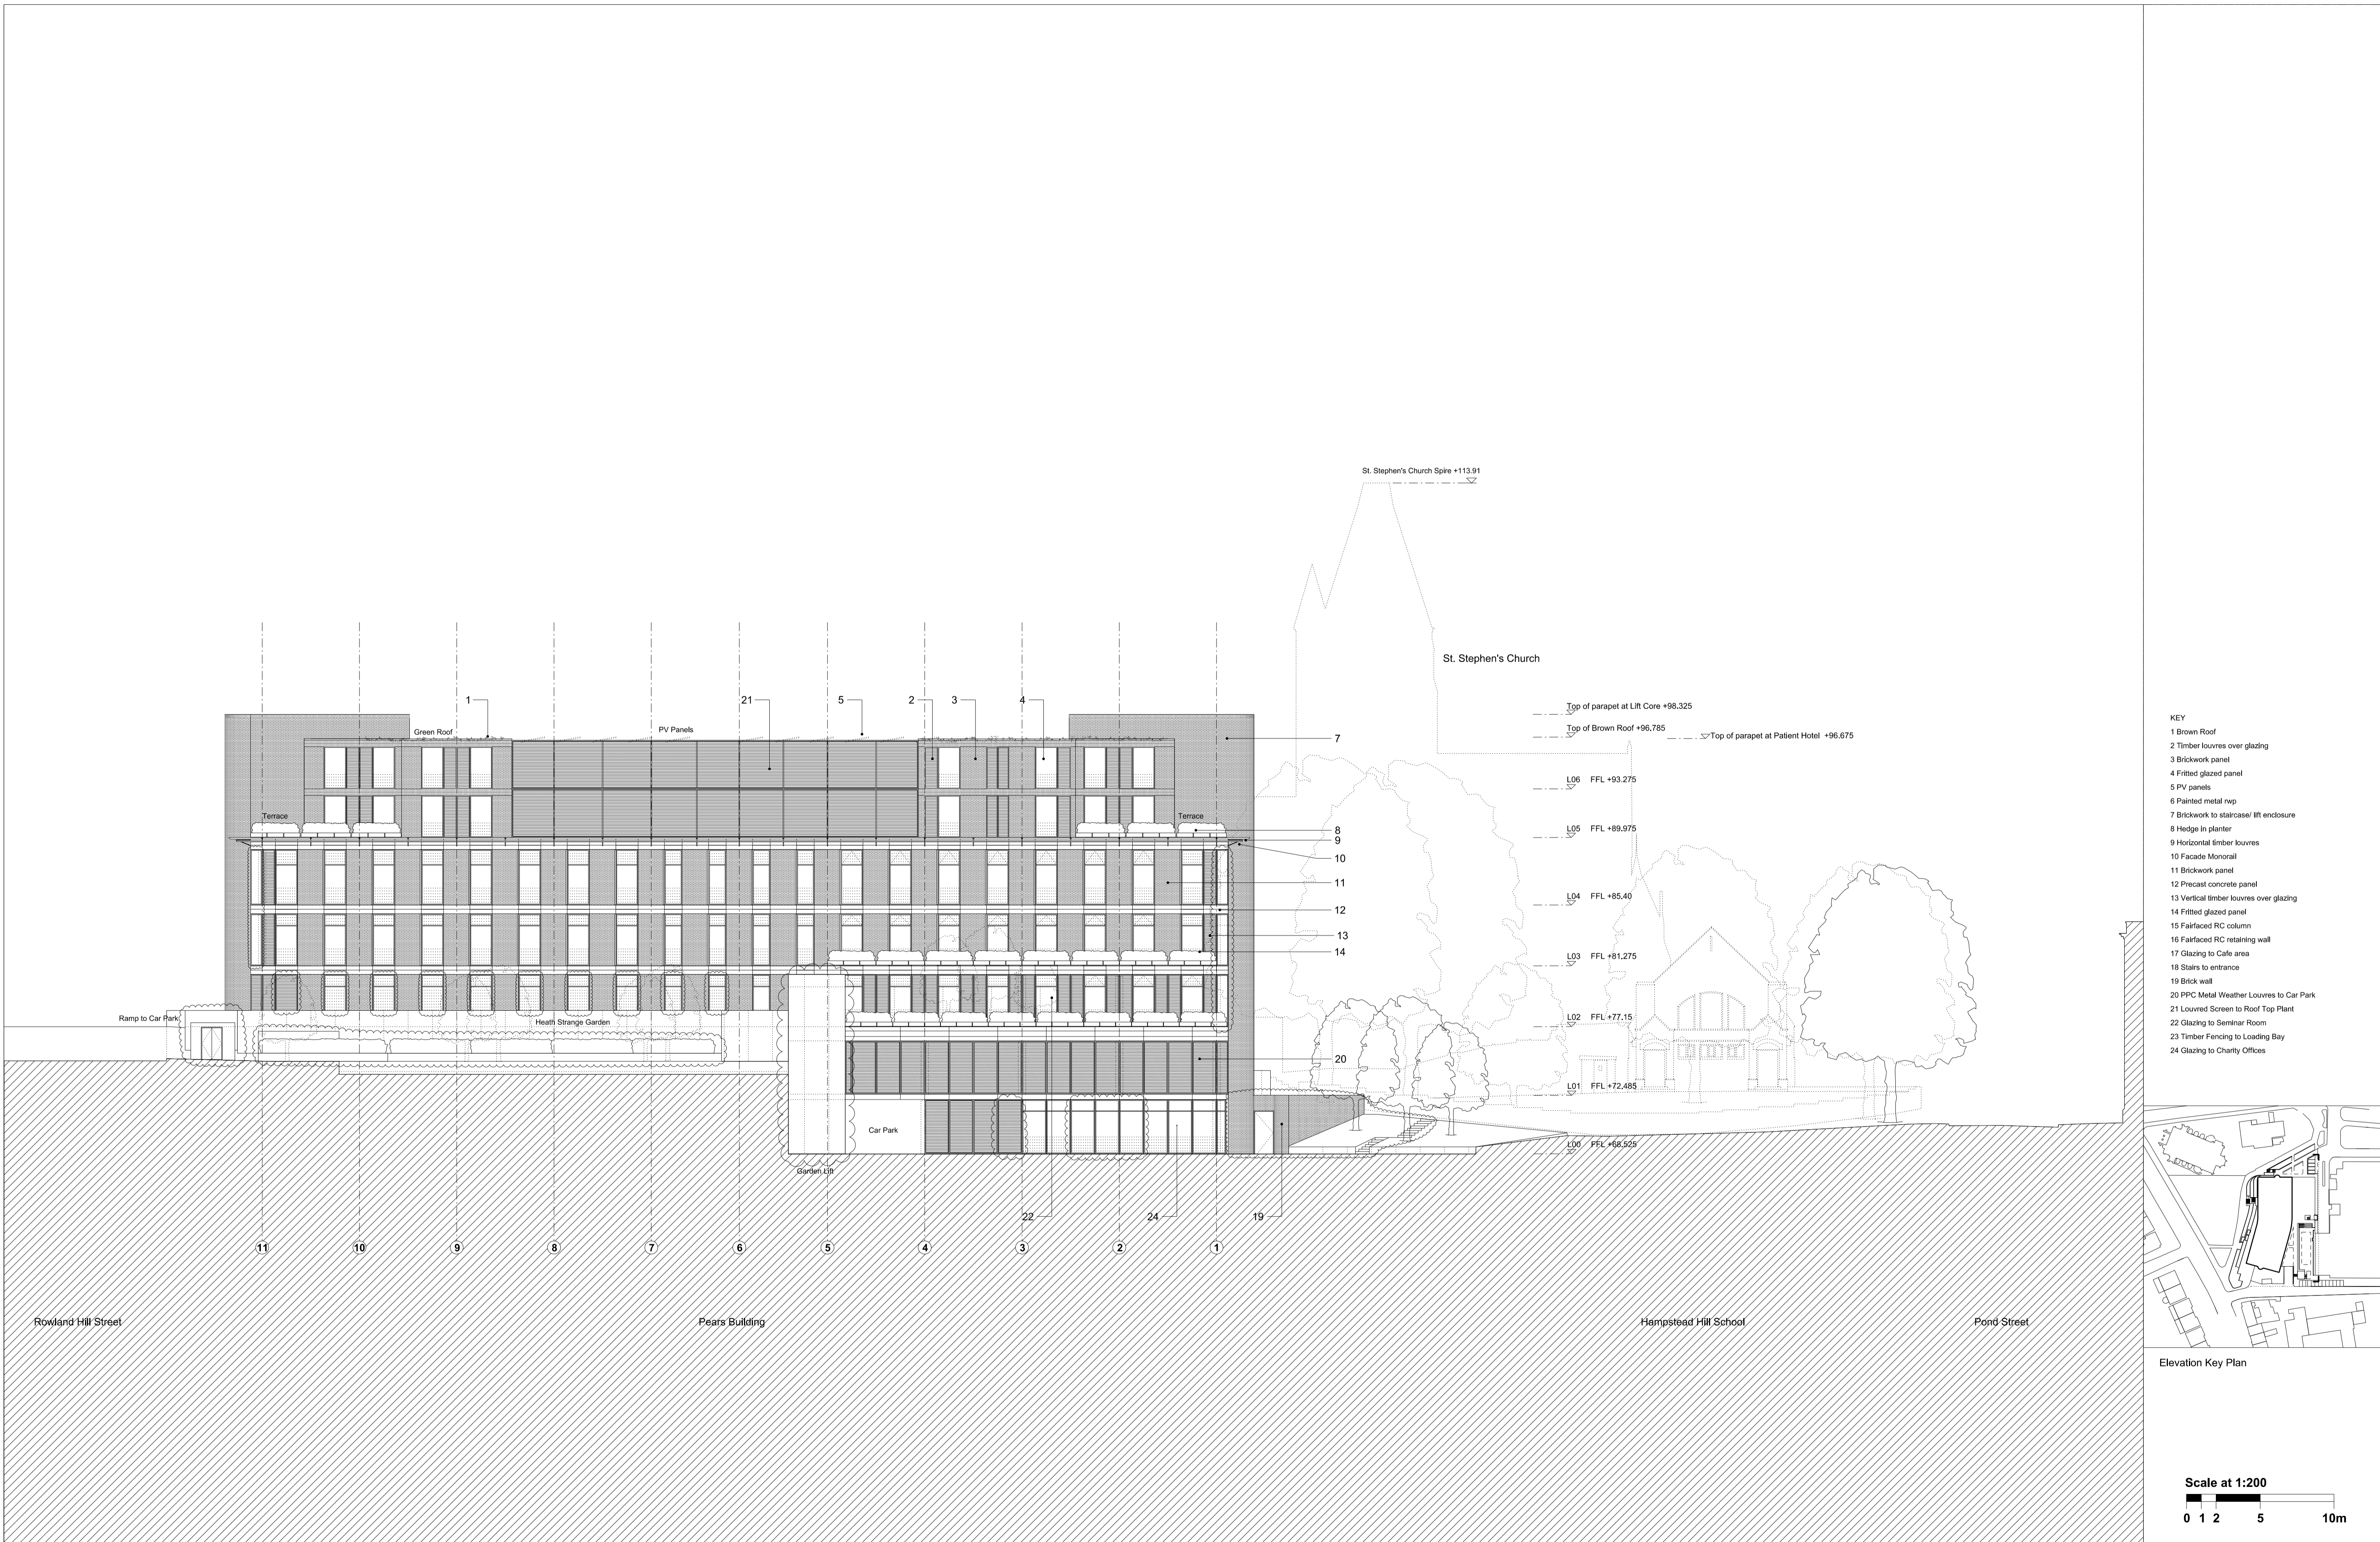 St. Stephen's Church Spire +113.91
St. Stephen's Church
1
21
5
2
3
4
Top of parapet at Lift Core +98.325
Green Roof
PV Panels
Top of Brown Roof +96,785
Top of parapet at Patient Hotel +96.675
7
L06 FFL +93.275
Terrace
Terrace
L05 FFL +89,975
8
9
10
11
L04 FFL +85,40
12
13
14
L03 FFL +81,275
Ramp to Car Park
Heath Strange Garden
L02 FFL +77.15
20
L01 FFL +72,485
Car Park
L00 FFL +68,525
Garden Lift
22
24
19
11
10
9
8
7
6
5
4
3
2
1
Rowland Hill Street
Pears Building
Hampstead Hill School
Pond Street
KEY
1 Brown Roof
2 Timber louvres over glazing
3 Brickwork panel
4 Fritted glazed panel
5 PV panels
6 Painted metal rwp
7 Brickwork to staircase/ lift enclosure
8 Hedge in planter
9 Horizontal timber louvres
10 Facade Monorail
11 Brickwork panel
12 Precast concrete panel
13 Vertical timber louvres over glazing
14 Fritted glazed panel
15 Fairfaced RC column
16 Fairfaced RC retaining wall
17 Glazing to Cafe area
18 Stairs to entrance
19 Brick wall
20 PPC Metal Weather Louvres to Car Park
21 Louvred Screen to Roof Top Plant
22 Glazing to Seminar Room
23 Timber Fencing to Loading Bay
24 Glazing to Charity Offices
Elevation Key Plan
Scale at 1:200
0 1 2 5 10m